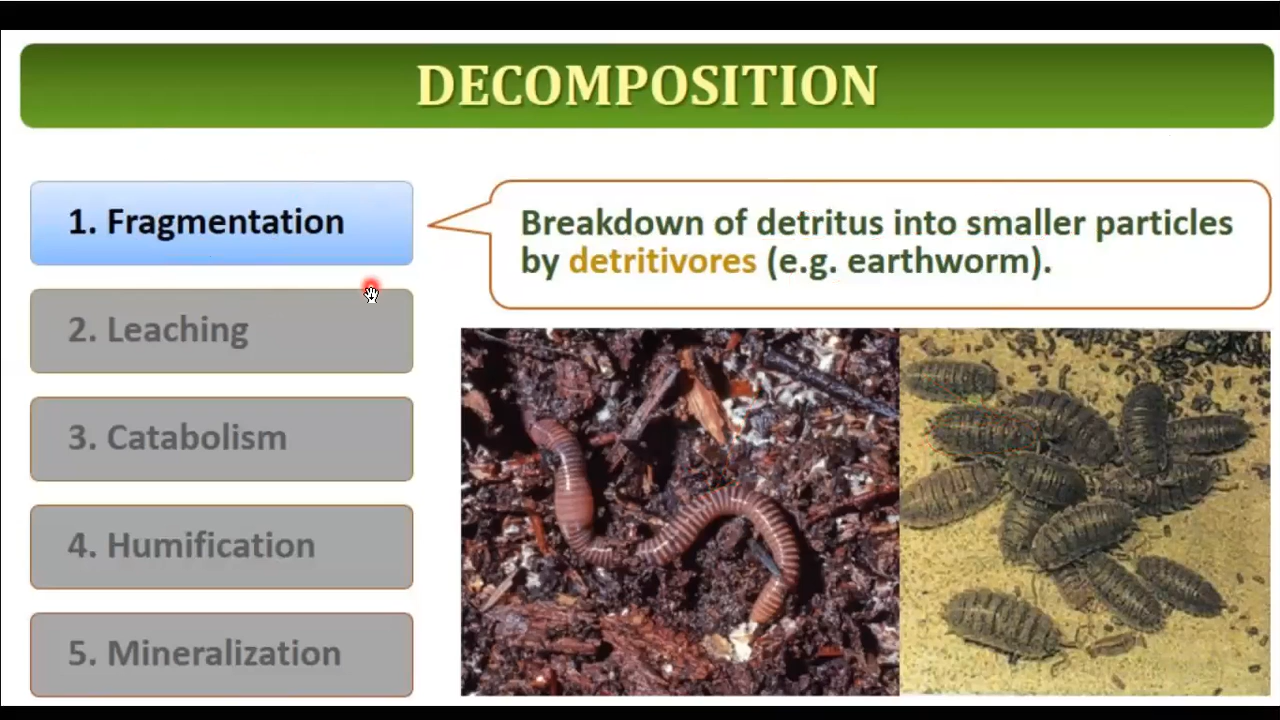 DECOMPOSITION
1. Fragmentation
Breakdown of detritus into smaller particles
by detritivores (e.g. earthworm).
2. Leaching
3. Catabolism
4. Humification
5. Mineralization